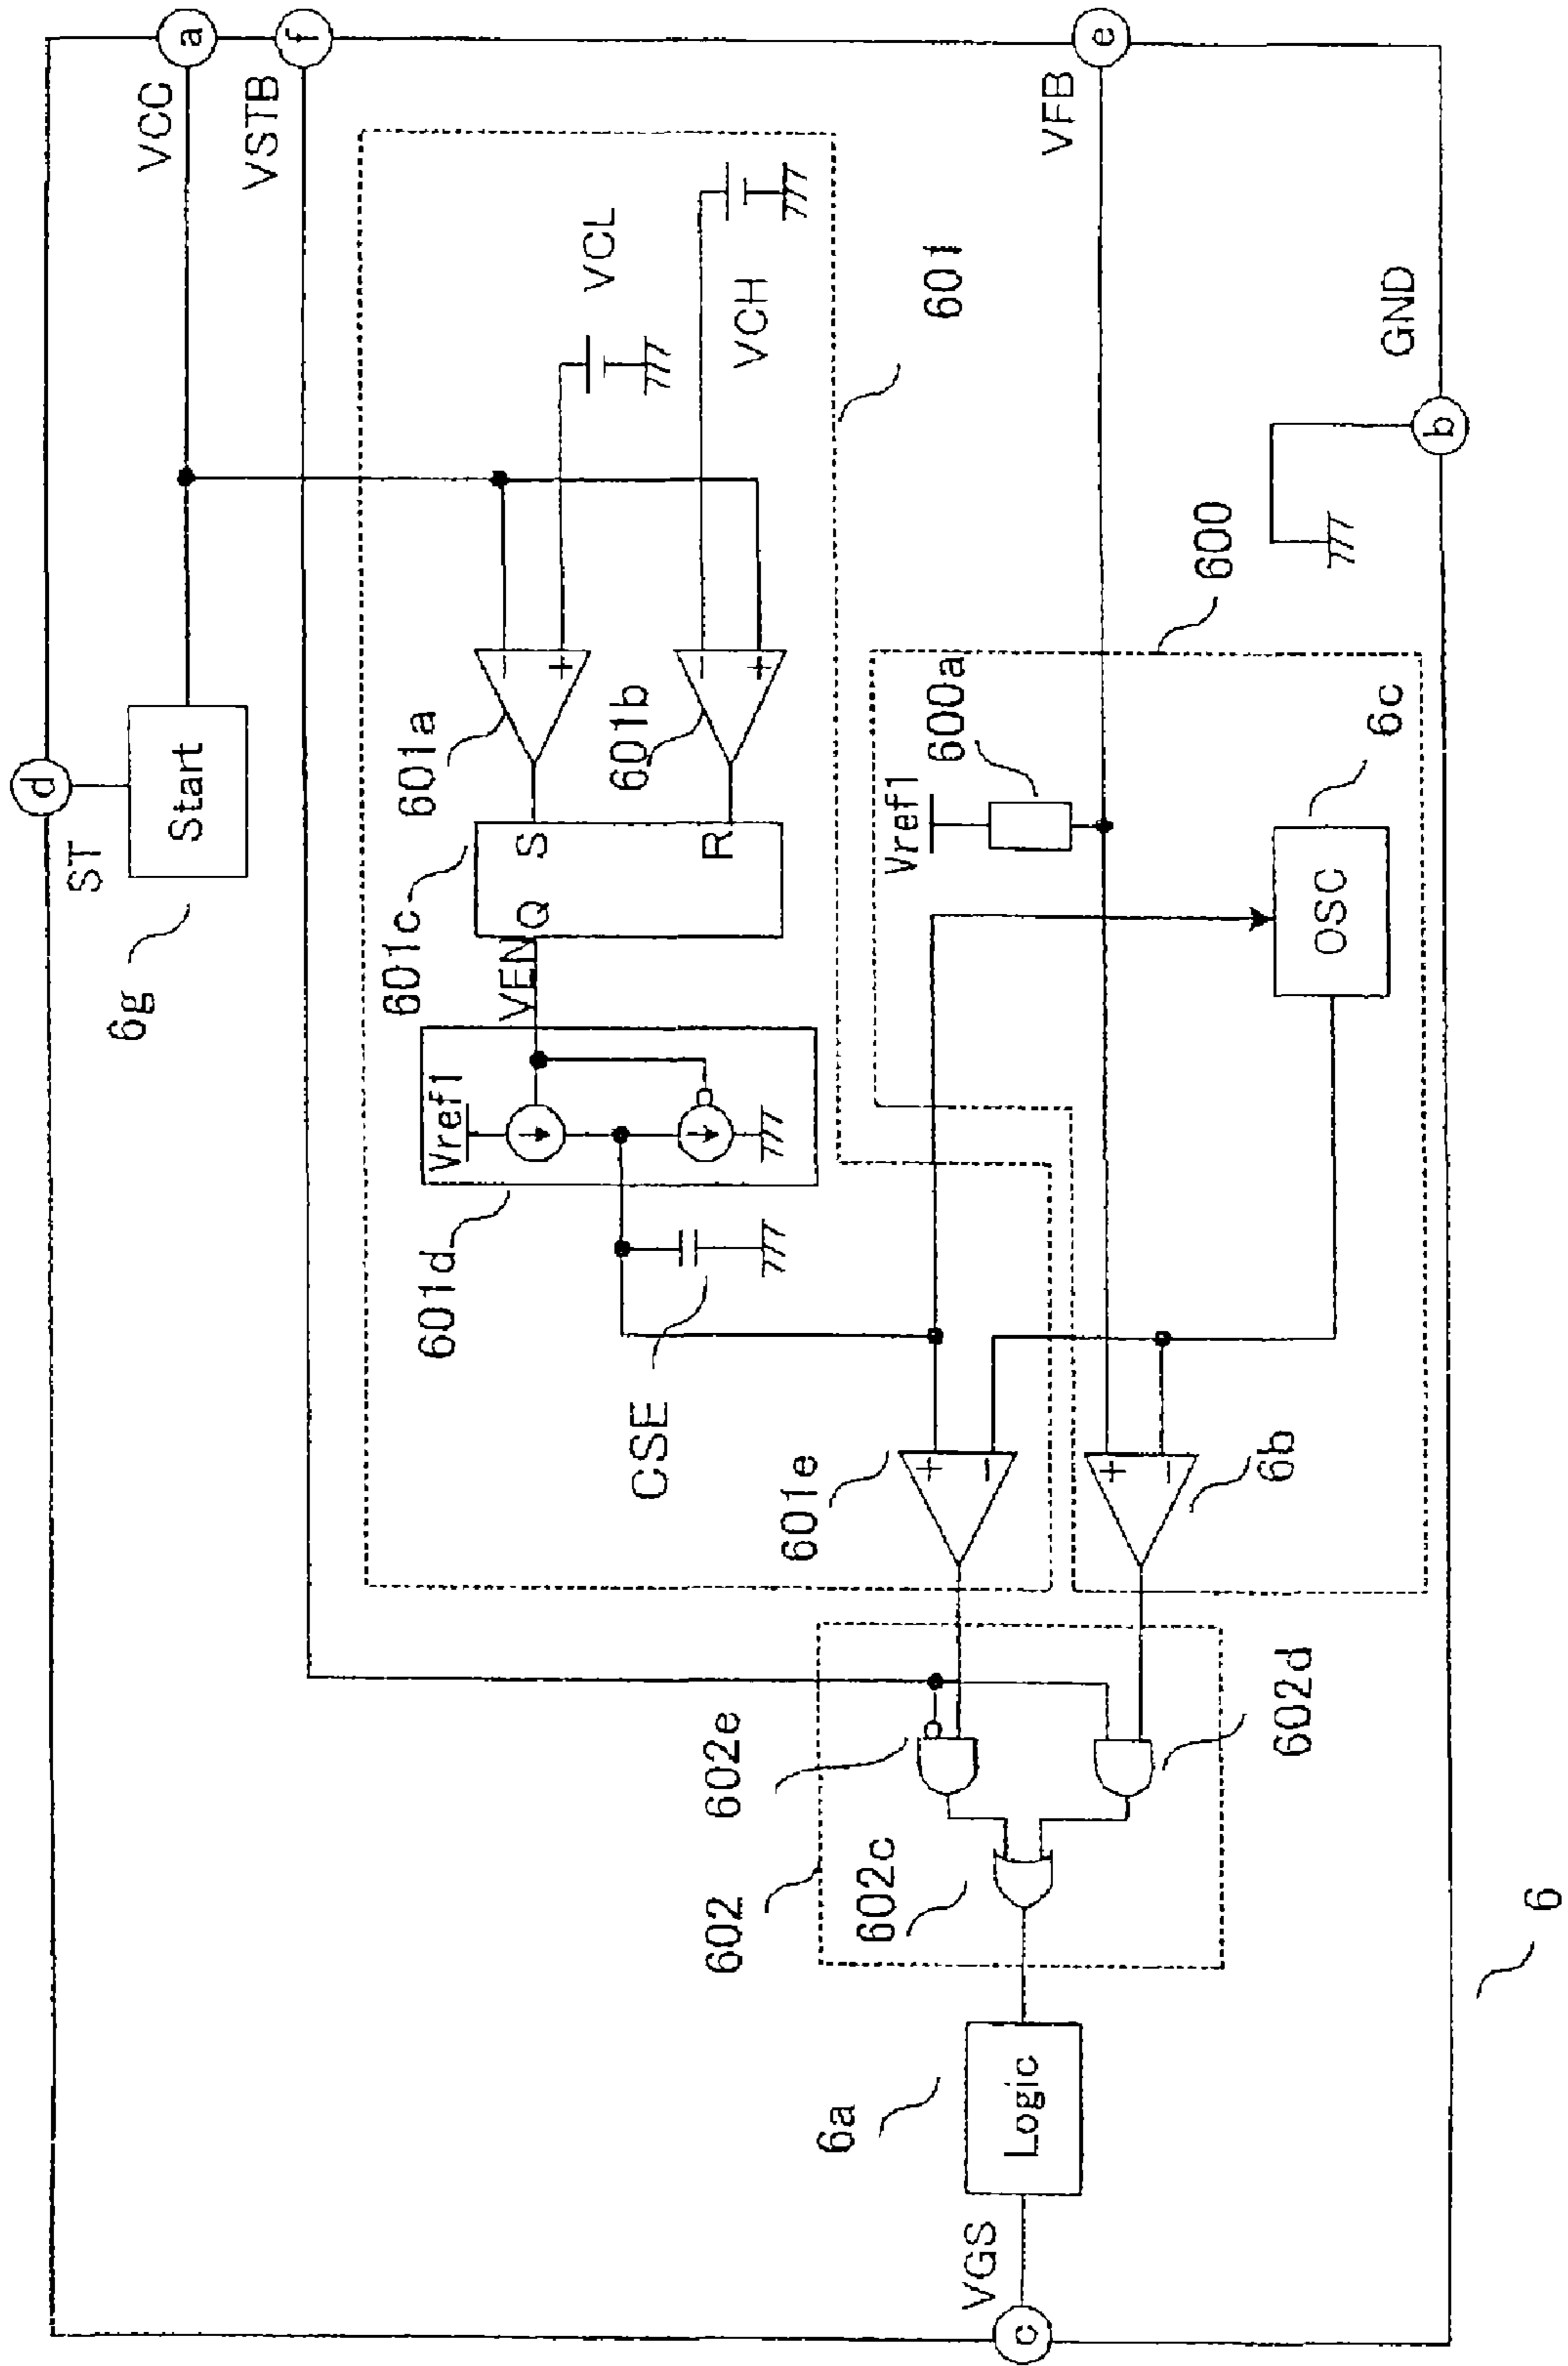 d
ST
Start
6g
a
VCC
f
VSTB
601a
601b
601c
S
R
Q
VEN
VCL
VCH
601
Vref1
601d
CSE
601e
+
−
−
+
−
+
e
VFB
600
600a
Vref1
6c
OSC
+
−
6b
GND
b
602
602e
602c
602d
6a
Logic
VGS
c
6